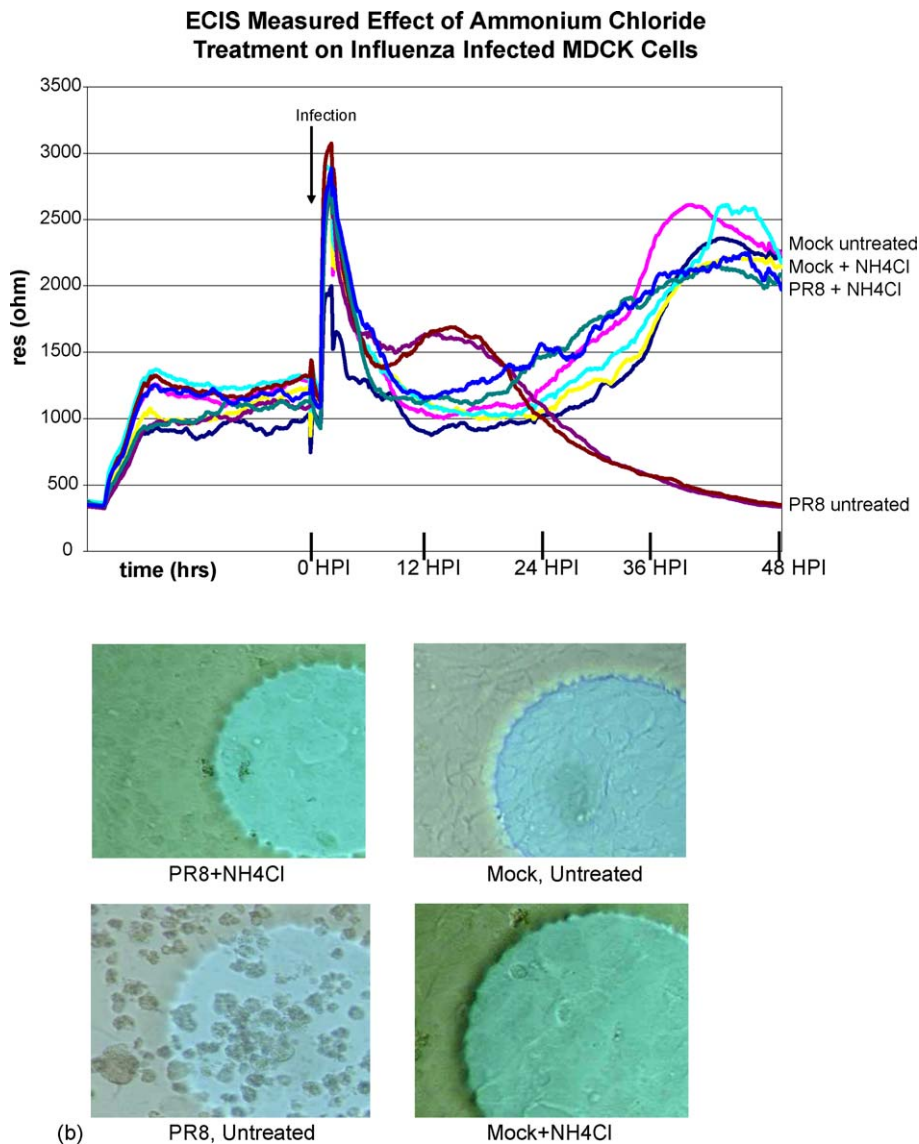 ECIS Measured Effect of Ammonium Chloride
Treatment on Influenza Infected MDCK Cells
3500
3000
2500
2000
1500
1000
500
0
res (ohm)
Infection
Mock untreated
Mock + NH4Cl
PR8 + NH4Cl
PR8 untreated
time (hrs)
0 HPI
12 HPI
24 HPI
36 HPI
48 HPI
PR8+NH4Cl
Mock, Untreated
PR8, Untreated
Mock+NH4Cl
(b)